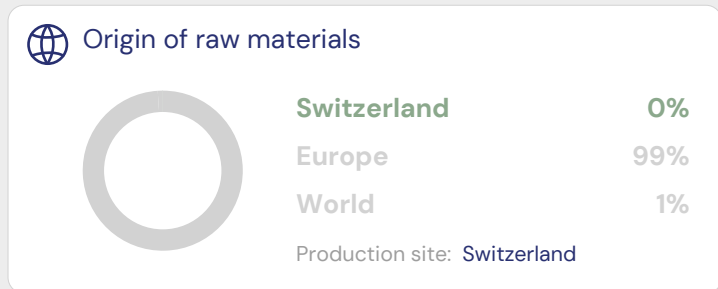 Origin of raw materials
Switzerland 0%
Europe 99%
World 1%
Production site: Switzerland